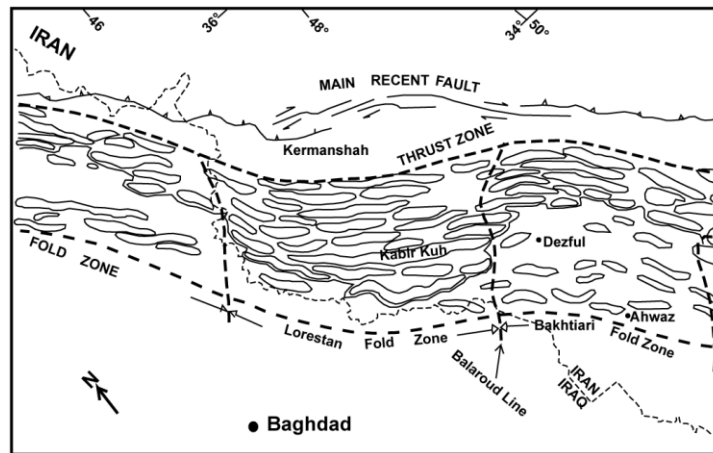 46
36°
48°
34°
50°
IRAN
MAIN RECENT FAULT
Kermanshah
THRUST ZONE
Kabir Kuh
Dezful
FOLD ZONE
Ahwaz
Lorestan Fold Zone
Bakhtiari
Fold Zone
Balaroud Line
IRAN
IRAQ
N
Baghdad